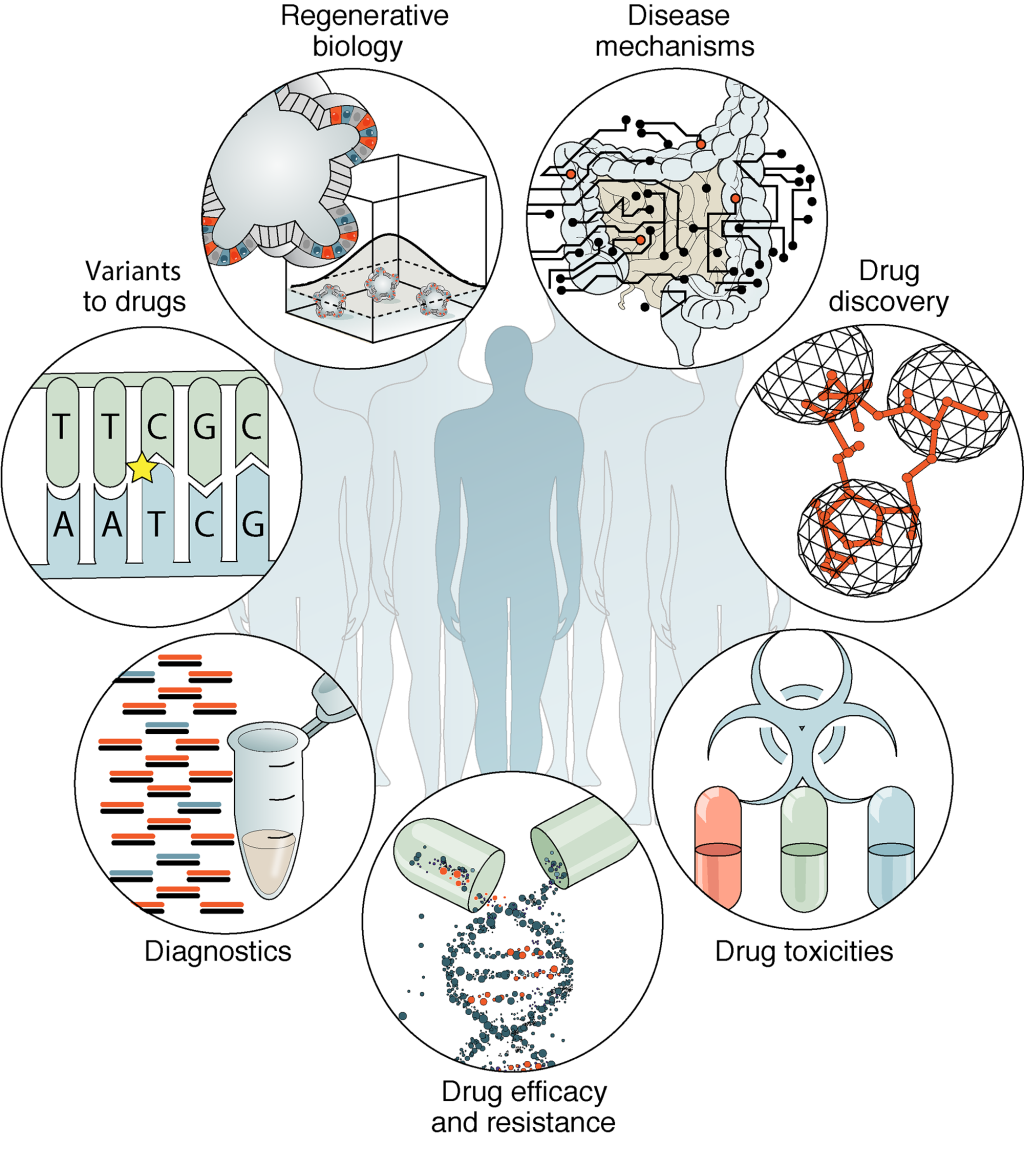 Regenerative
biology
Disease
mechanisms
Variants
to drugs
Drug
discovery
T T C G C
A A T C G
Diagnostics
Drug toxicities
Drug efficacy
and resistance